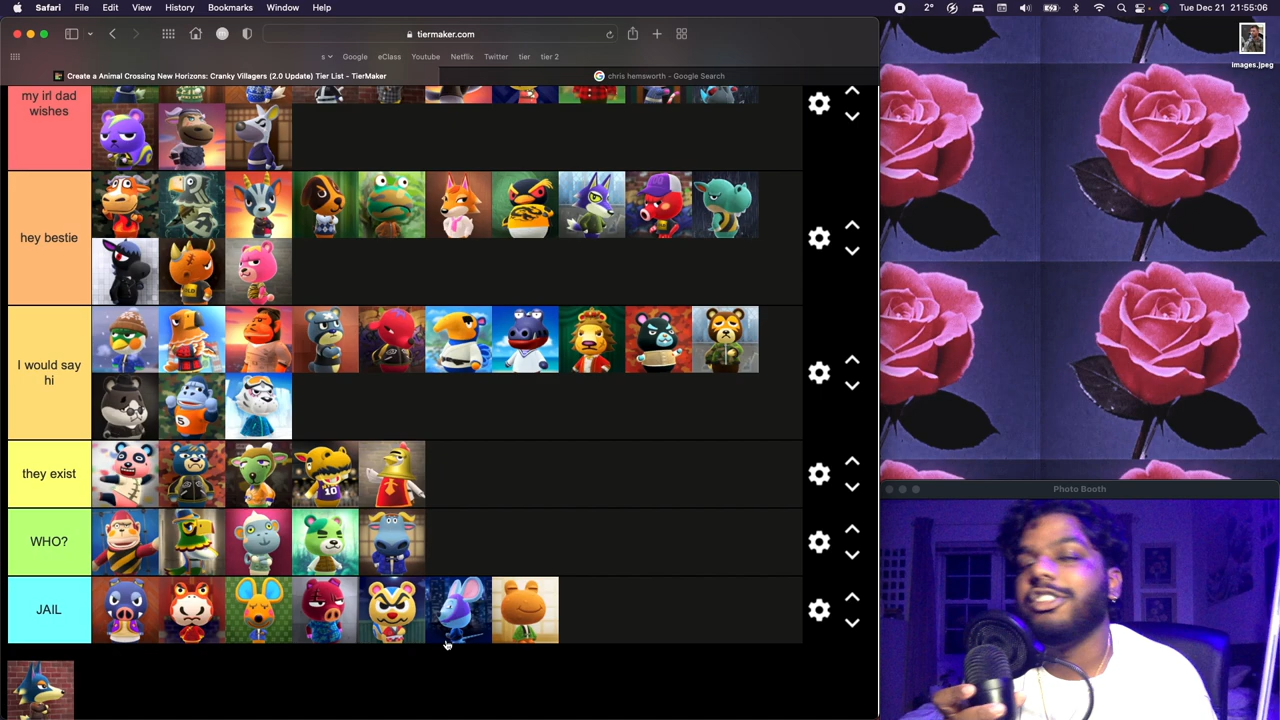 Safari File Edit View History Bookmarks Window Help 2° Tue Dec 21 21:55:06
tiermaker.com
s Google eClass Youtube Netflix Twitter tier tier 2
Create a Animal Crossing New Horizons: Cranky Villagers (2.0 Update) Tier List - TierMaker
chris hemsworth - Google Search
images.jpeg
my irl dad
wishes
hey bestie
I would say
hi
5
they exist
10
WHO?
JAIL
Photo Booth